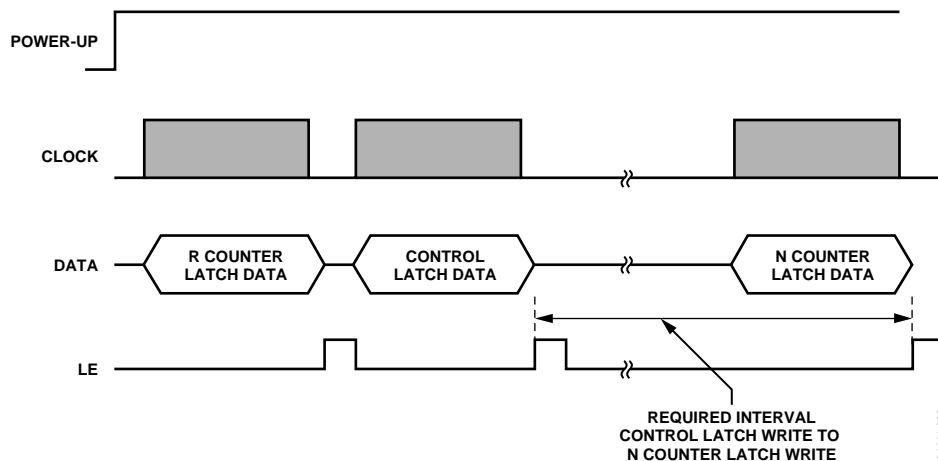 POWER-UP
CLOCK
R COUNTER
LATCH DATA
CONTROL
LATCH DATA
N COUNTER
LATCH DATA
DATA
LE
REQUIRED INTERVAL
CONTROL LATCH WRITE TO
N COUNTER LATCH WRITE